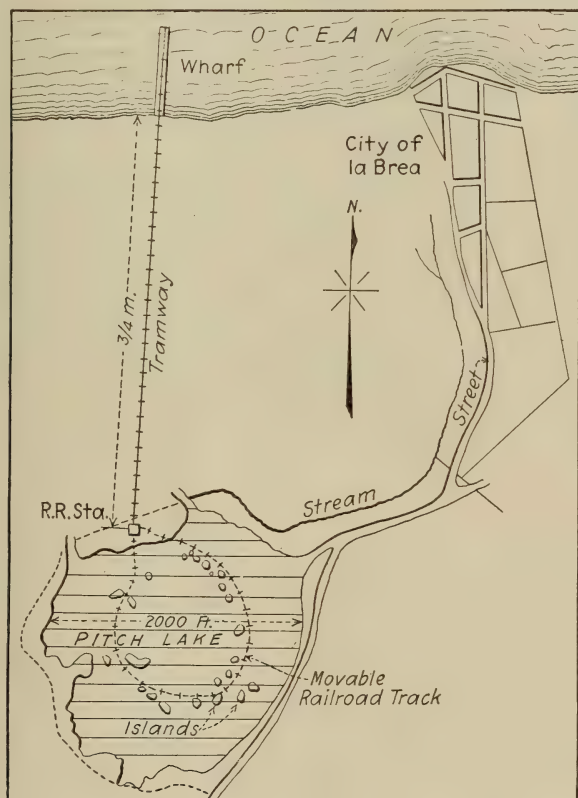 OCEAN
Wharf
City of
la Brea
N.
3/4 m.
Tramway
Street
R.R. Sta.
Stream
2000 Ft.
PITCH LAKE
Movable
Railroad Track
Islands